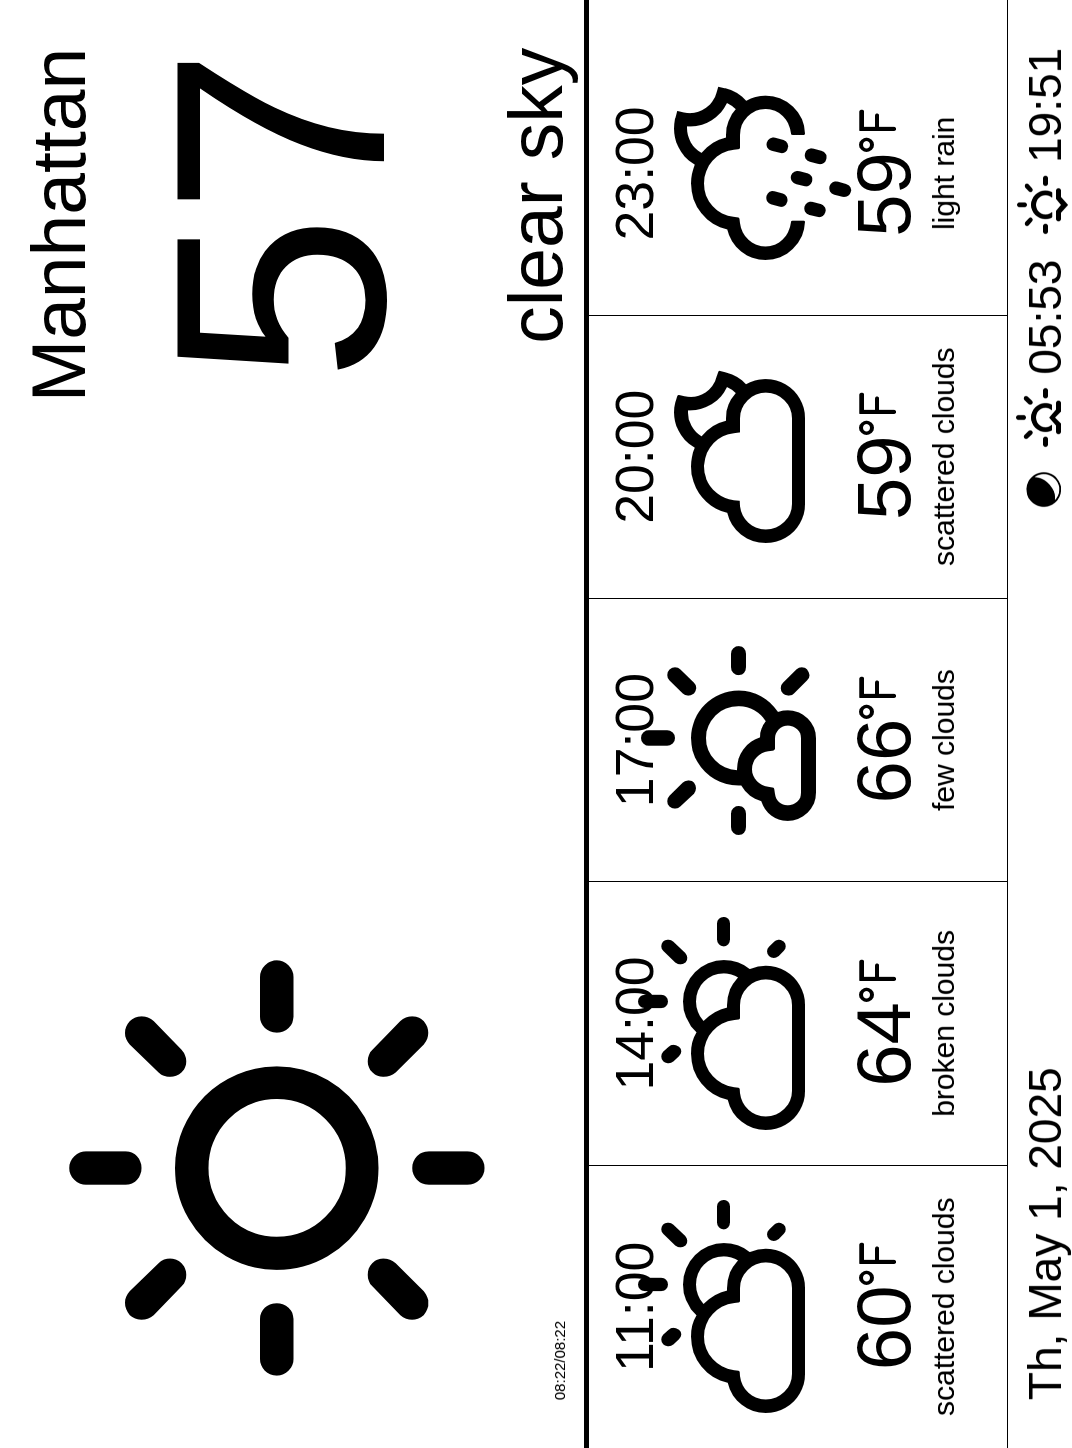 Manhattan
57
clear sky
08:22/08:22
11:00 14:00 17:00 20:00 23:00
60°F 64°F 66°F 59°F 59°F
scattered clouds broken clouds few clouds scattered clouds light rain
Th, May 1, 2025 05:53 19:51